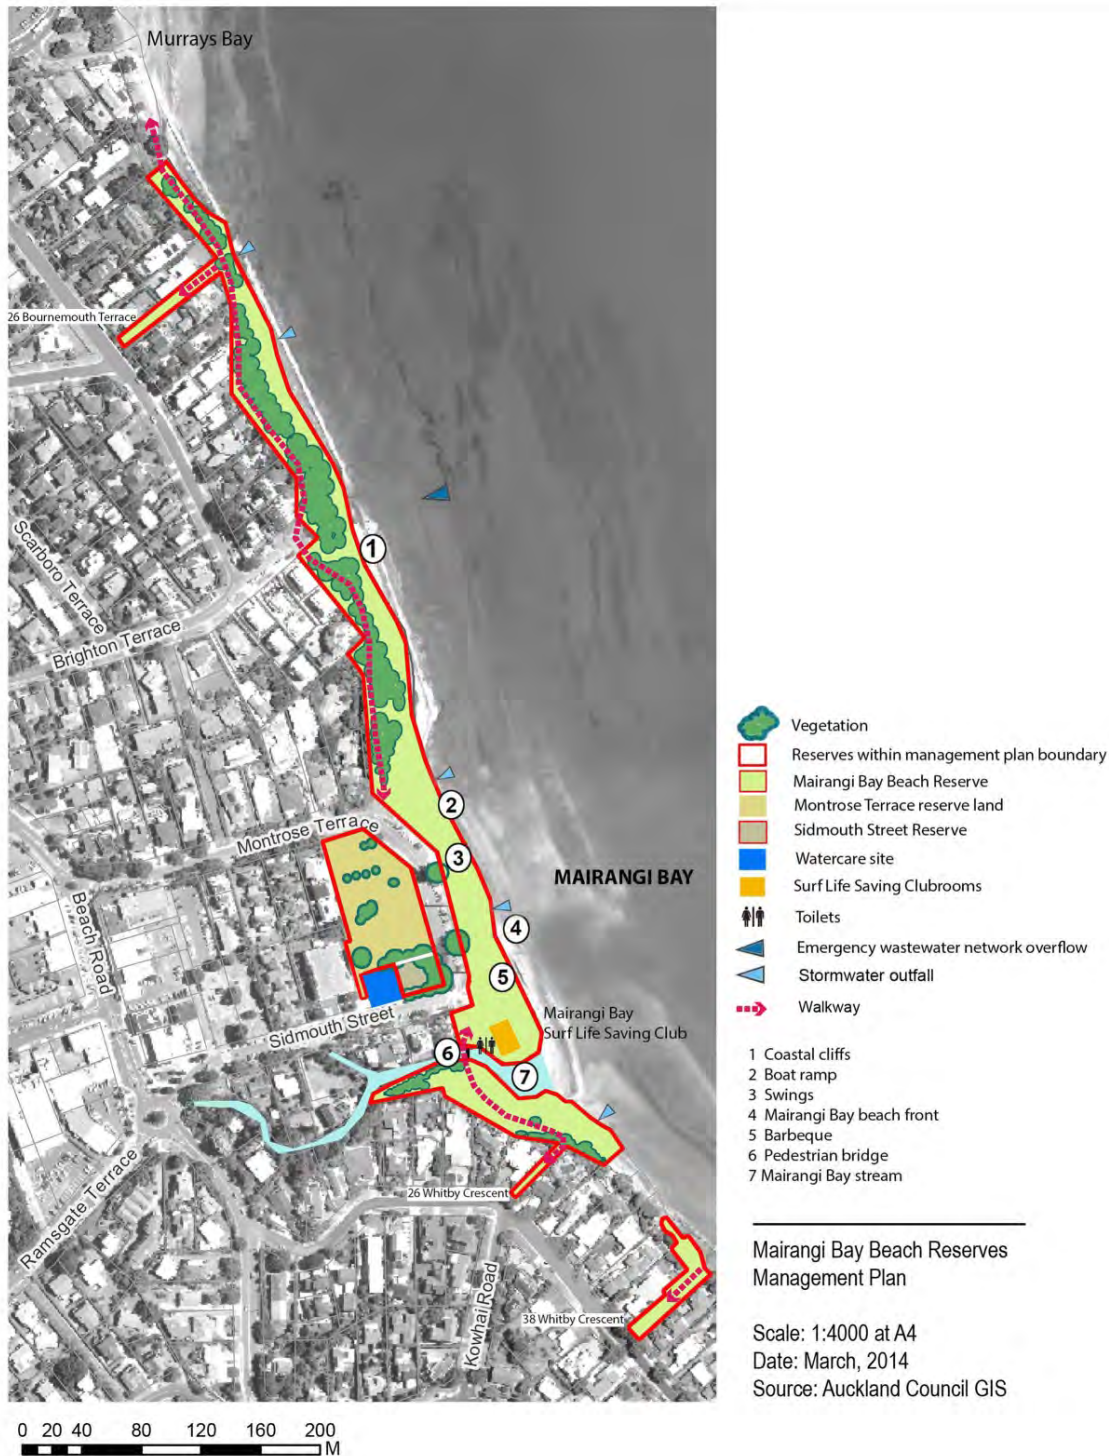 Murrays Bay
26 Bournemouth Terrace
1
Scarboro Terrace
Brighton Terrace
2
Montrose Terrace
3
MAIRANGI BAY
4
Beach Road
5
Mairangi Bay
Surf Life Saving Club
Sidmouth Street
6
7
Ramsgate Terrace
26 Whitby Crescent
Kowhai Road
38 Whitby Crescent
0 20 40 80 120 160 200
M
Vegetation
Reserves within management plan boundary
Mairangi Bay Beach Reserve
Montrose Terrace reserve land
Sidmouth Street Reserve
Watercare site
Surf Life Saving Clubrooms
Toilets
Emergency wastewater network overflow
Stormwater outfall
Walkway
1 Coastal cliffs
2 Boat ramp
3 Swings
4 Mairangi Bay beach front
5 Barbeque
6 Pedestrian bridge
7 Mairangi Bay stream
Mairangi Bay Beach Reserves
Management Plan
Scale: 1:4000 at A4
Date: March, 2014
Source: Auckland Council GIS